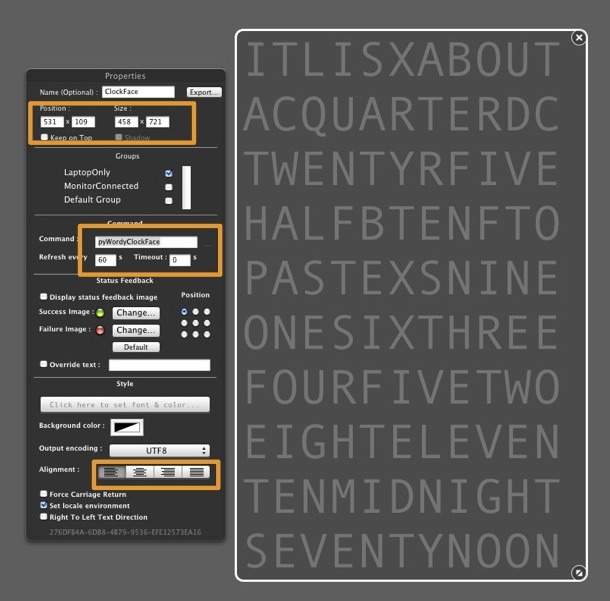 Properties
Name (Optional) : ClockFace Export...
Position : Size :
531 x 109 458 x 721
Keep on Top Shadow
Groups
LaptopOnly
MonitorConnected
Default Group
Command
Command : pyWordyClockFace
Refresh every 60 s Timeout : 0 s
Status Feedback
Display status feedback image Position
Success Image : Change...
Failure Image : Change...
Default
Override text :
Style
Click here to set font & color...
Background color :
Output encoding : UTF8
Alignment :
Force Carriage Return
Set locale environment
Right To Left Text Direction
276DFB4A-6D88-4B79-9536-EFE12573EA16
ITLISXABOUT
ACQUARTERDC
TWENTYRFIVE
HALFBTENFTO
PASTEXSNINE
ONESIXTHREE
FOURFIVETWO
EIGHTELEVEN
TENMIDNIGHT
SEVENTYNOON